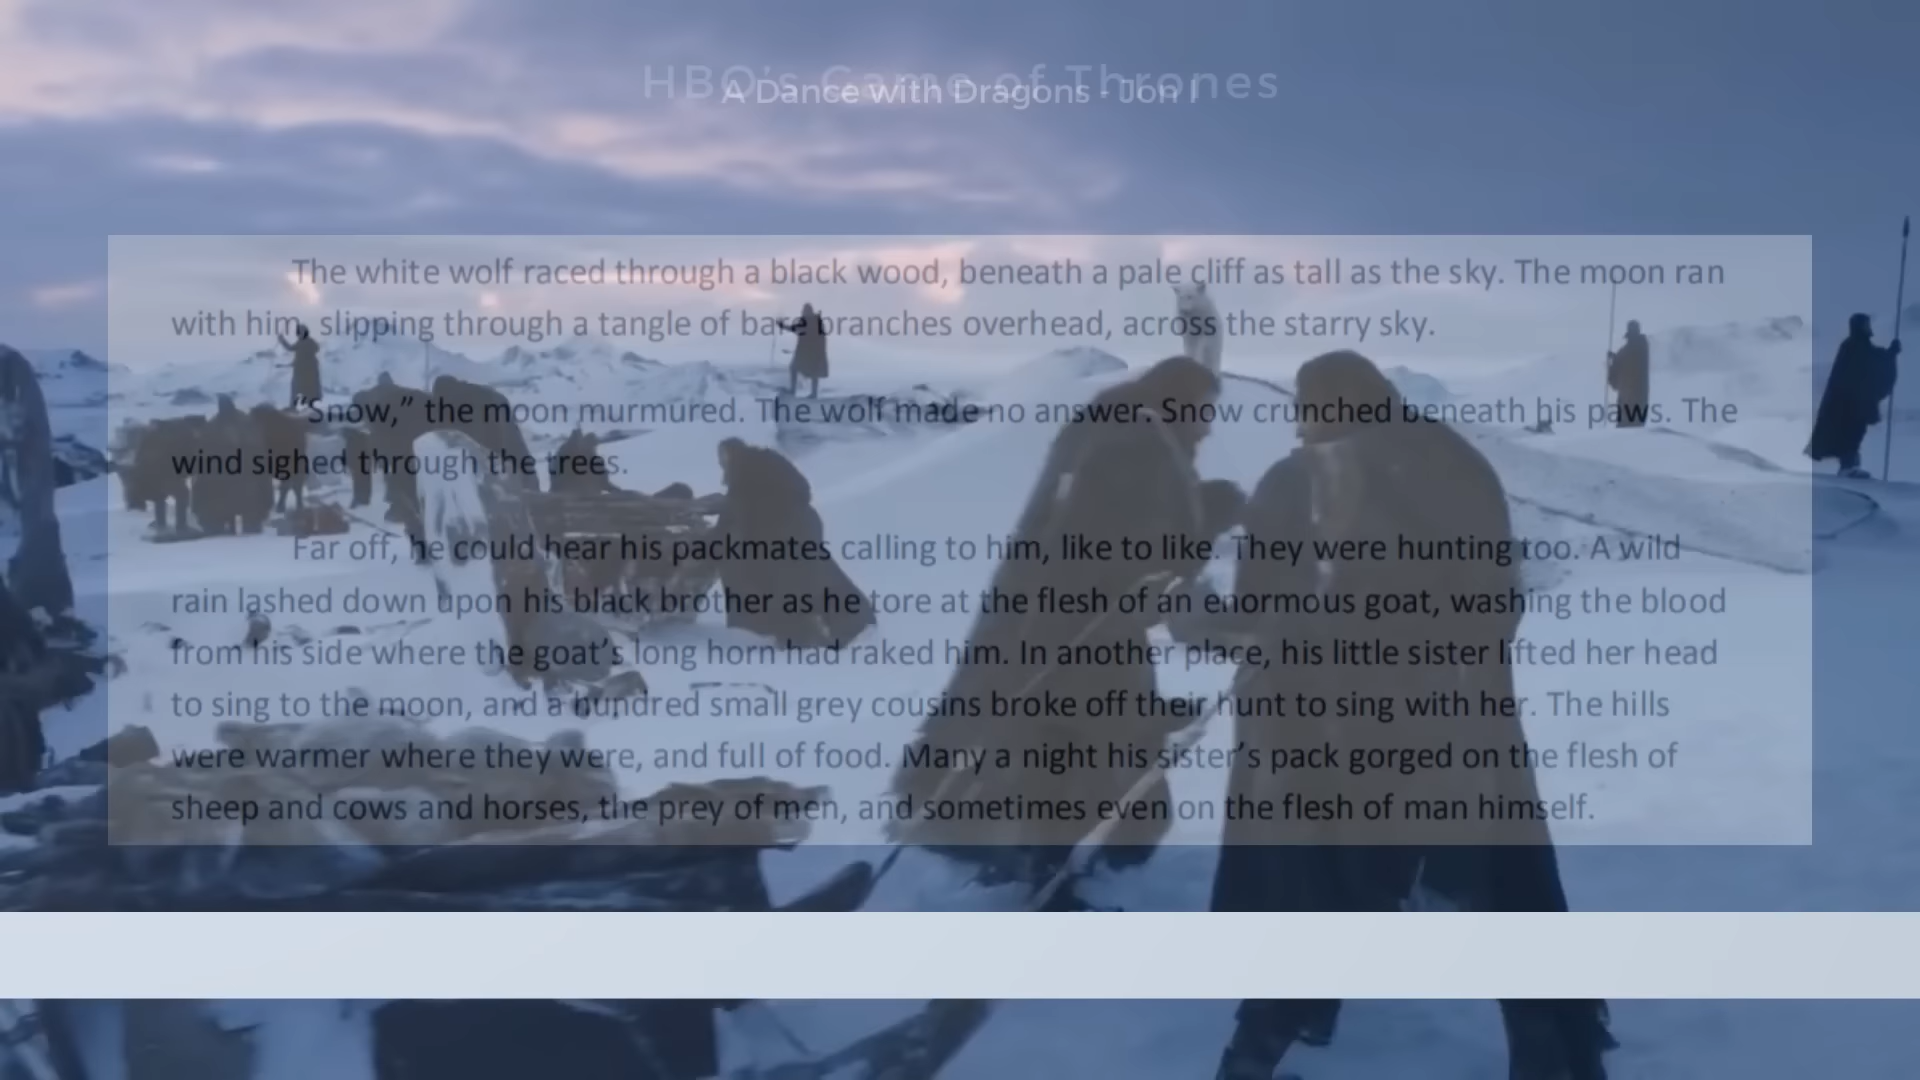 HBO's Game of Thrones
A Dance with Dragons - Jon I
The white wolf raced through a black wood, beneath a pale cliff as tall as the sky. The moon ran
with him, slipping through a tangle of bare branches overhead, across the starry sky.
“Snow,” the moon murmured. The wolf made no answer. Snow crunched beneath his paws. The
wind sighed through the trees.
Far off, he could hear his packmates calling to him, like to like. They were hunting too. A wild
rain lashed down upon his black brother as he tore at the flesh of an enormous goat, washing the blood
from his side where the goat’s long horn had raked him. In another place, his little sister lifted her head
to sing to the moon, and a hundred small grey cousins broke off their hunt to sing with her. The hills
were warmer where they were, and full of food. Many a night his sister’s pack gorged on the flesh of
sheep and cows and horses, the prey of men, and sometimes even on the flesh of man himself.